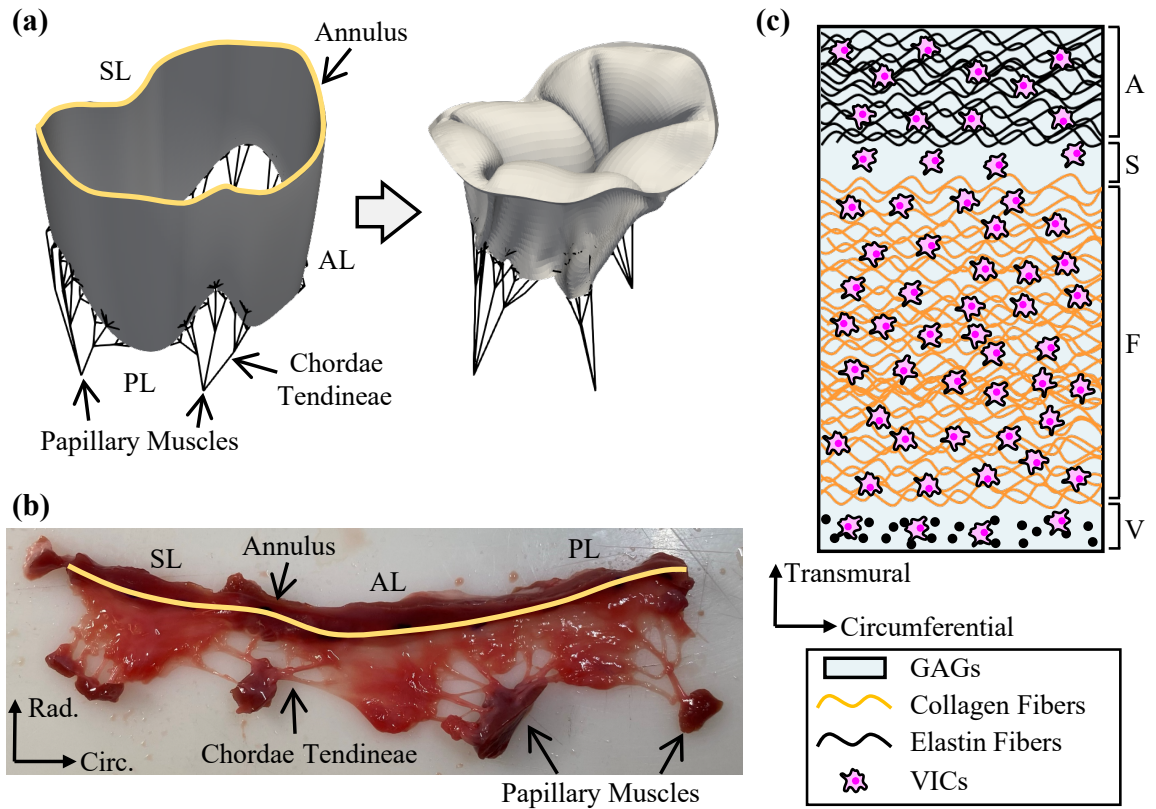 (a)
Annulus
SL
AL
PL
Chordae
Tendineae
Papillary Muscles
(b)
SL
Annulus
AL
PL
Rad.
Circ.
Chordae Tendineae
Papillary Muscles
(c)
A
S
F
V
Transmural
Circumferential
GAGs
Collagen Fibers
Elastin Fibers
VICs